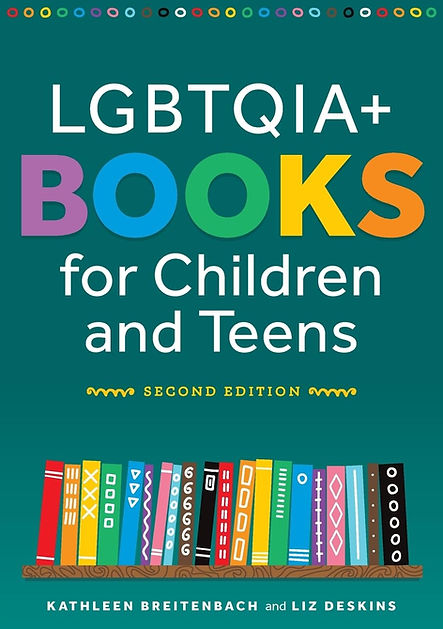 LGBTQIA+
BOOKS
for Children
and Teens
SECOND EDITION
KATHLEEN BREITENBACH and LIZ DESKINS